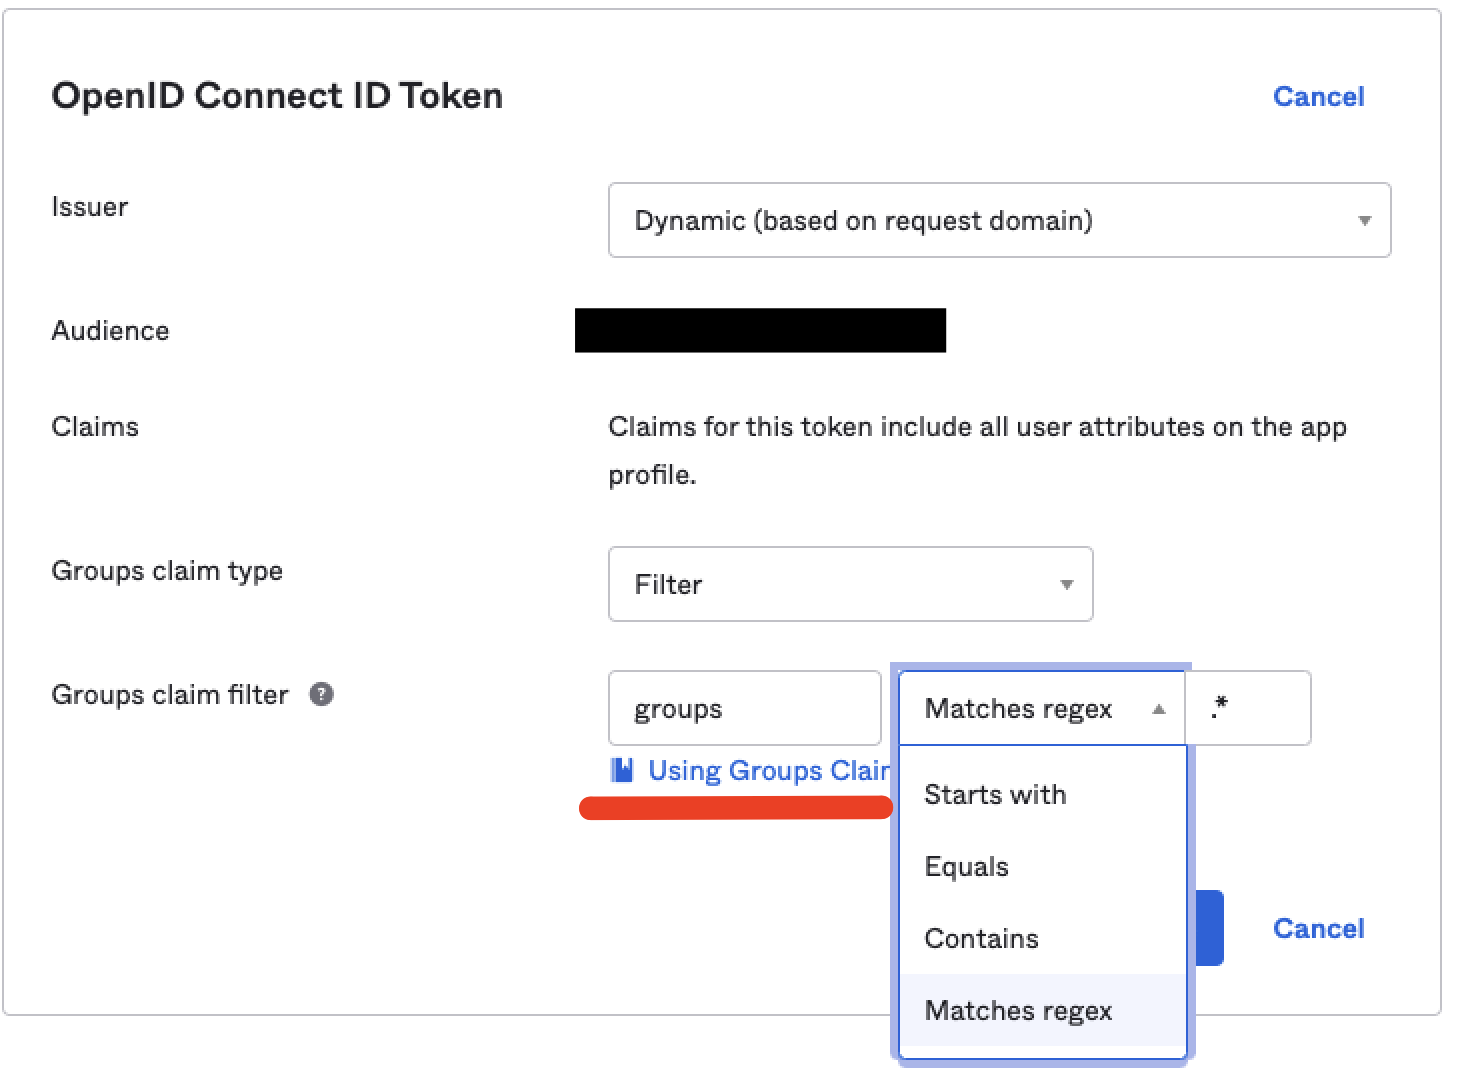 OpenID Connect ID Token
Cancel
Issuer
Dynamic (based on request domain)
Audience
Claims
Claims for this token include all user attributes on the app
profile.
Groups claim type
Filter
Groups claim filter ?
groups
Matches regex
.*
Using Groups Clair
Starts with
Equals
Contains
Cancel
Matches regex